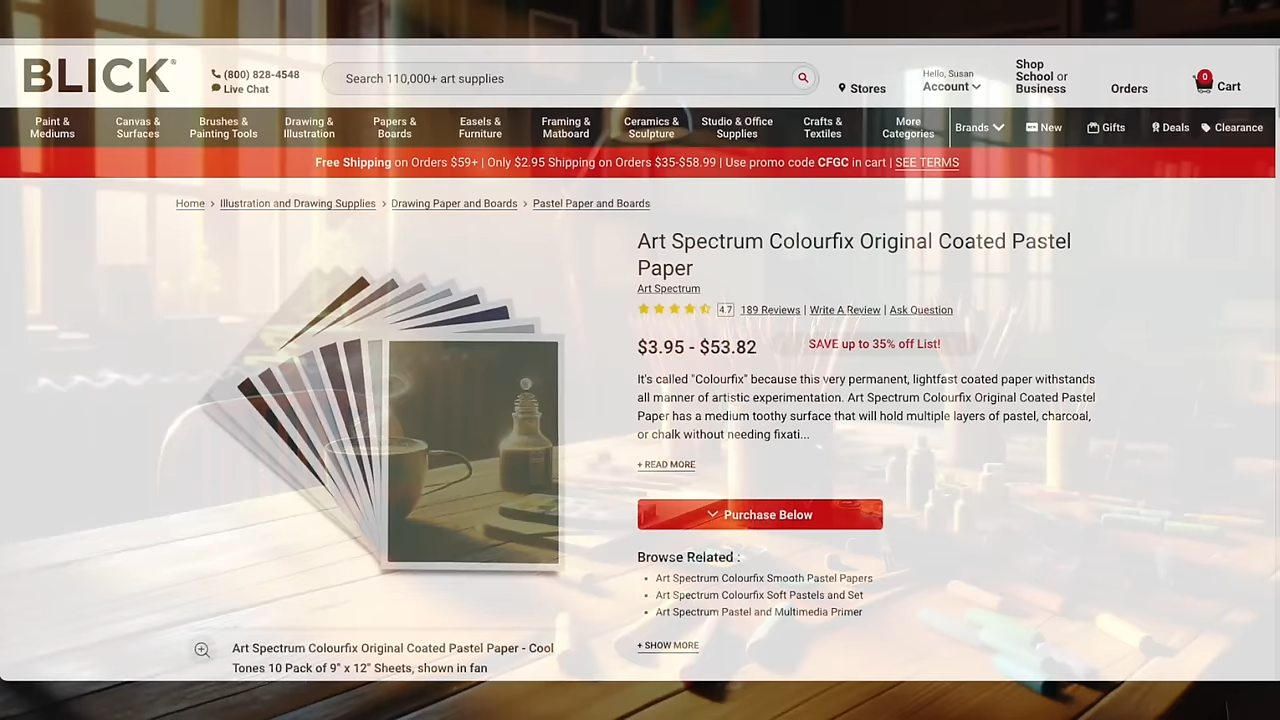 BLICK®
(800) 828-4548
Live Chat
Search 110,000+ art supplies
Stores
Hello, Susan
Account
Shop
School or
Business
Orders
0
Cart
Paint &
Mediums
Canvas &
Surfaces
Brushes &
Painting Tools
Drawing &
Illustration
Papers &
Boards
Easels &
Furniture
Framing &
Matboard
Ceramics &
Sculpture
Studio & Office
Supplies
Crafts &
Textiles
More
Categories
Brands
New
Gifts
Deals
Clearance
Free Shipping on Orders $59+ | Only $2.95 Shipping on Orders $35-$58.99 | Use promo code CFGC in cart | SEE TERMS
Home > Illustration and Drawing Supplies > Drawing Paper and Boards > Pastel Paper and Boards
Art Spectrum Colourfix Original Coated Pastel
Paper
Art Spectrum
4.7 189 Reviews | Write A Review | Ask Question
$3.95 - $53.82 SAVE up to 35% off List!
It's called "Colourfix" because this very permanent, lightfast coated paper withstands
all manner of artistic experimentation. Art Spectrum Colourfix Original Coated Pastel
Paper has a medium toothy surface that will hold multiple layers of pastel, charcoal,
or chalk without needing fixati...
+ READ MORE
Purchase Below
Browse Related :
• Art Spectrum Colourfix Smooth Pastel Papers
• Art Spectrum Colourfix Soft Pastels and Set
• Art Spectrum Pastel and Multimedia Primer
+ SHOW MORE
Art Spectrum Colourfix Original Coated Pastel Paper - Cool
Tones 10 Pack of 9" x 12" Sheets, shown in fan